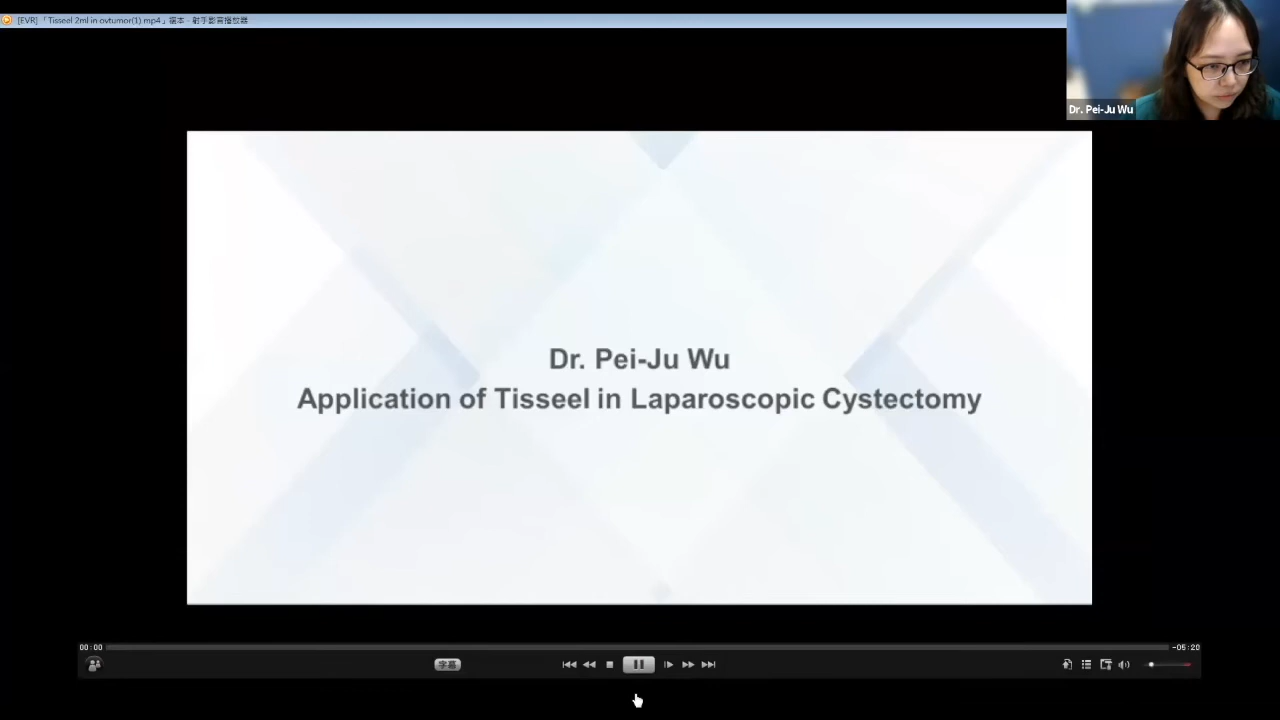 [EVR] 「Tisseel 2ml in ovtumor(1).mp4」複本 - 射手影音播放器
Dr. Pei-Ju Wu
Dr. Pei-Ju Wu
Application of Tisseel in Laparoscopic Cystectomy
00:00
-05:20
字幕